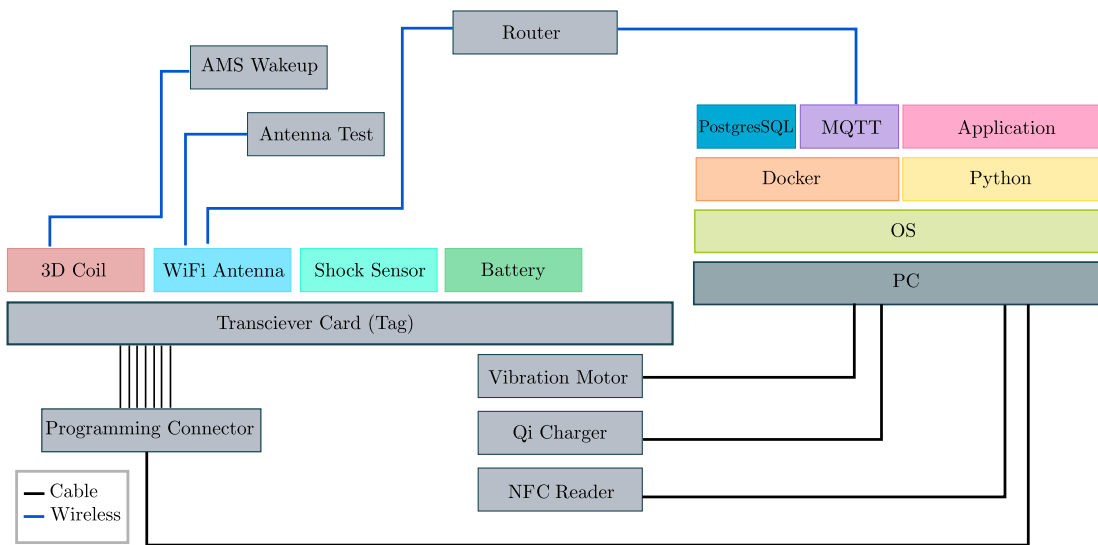 Router
AMS Wakeup
Antenna Test
PostgresSQL
MQTT
Application
Docker
Python
OS
PC
3D Coil
WiFi Antenna
Shock Sensor
Battery
Transciever Card (Tag)
Vibration Motor
Programming Connector
Qi Charger
NFC Reader
Cable
Wireless